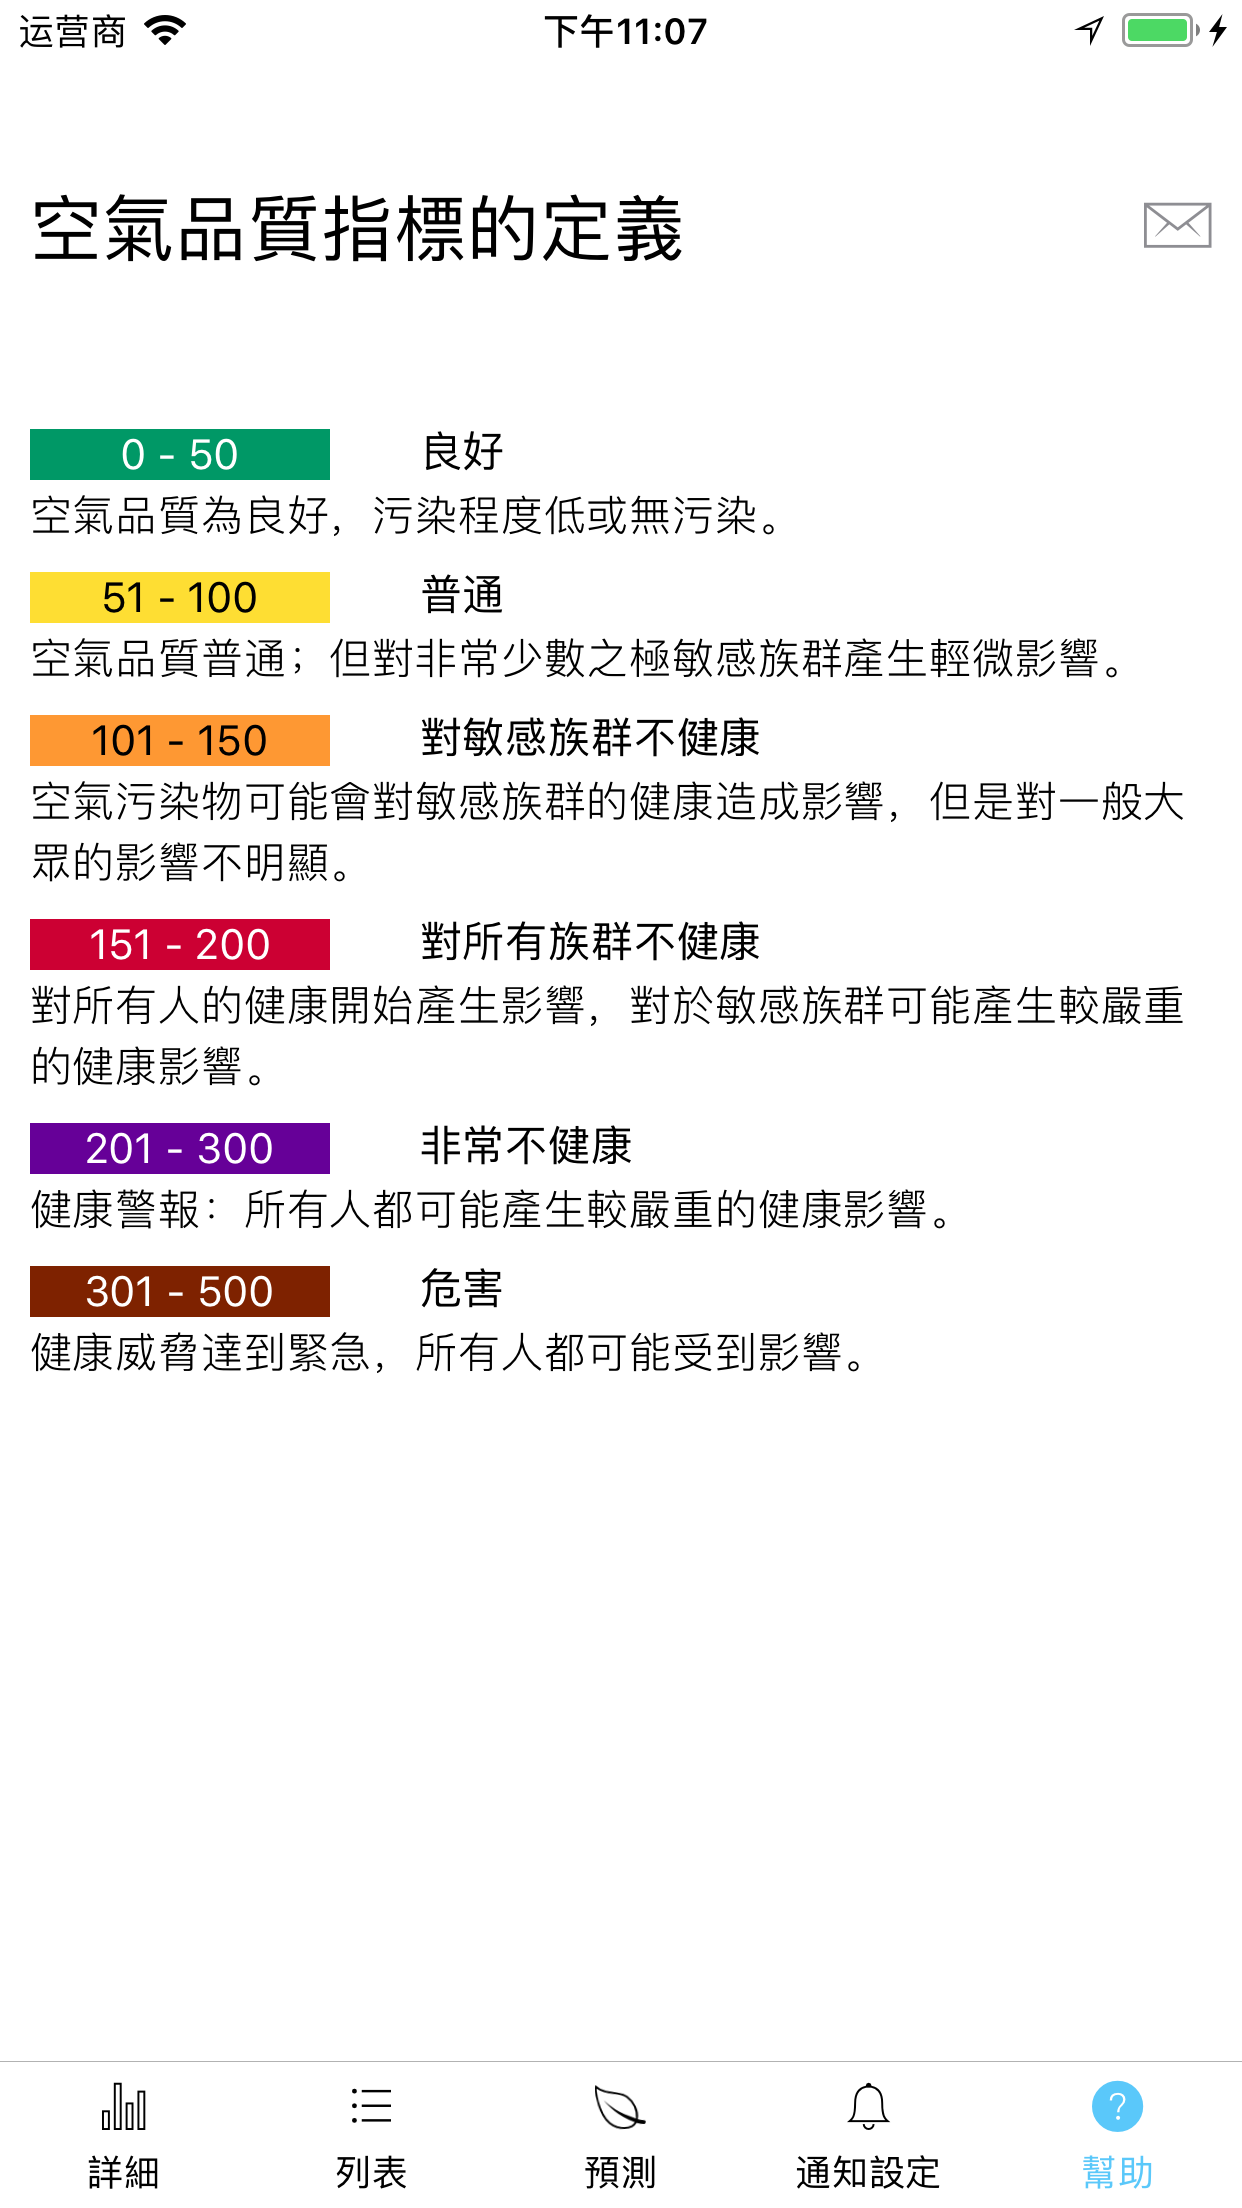 运营商 下午11:07
空氣品質指標的定義
0 - 50 良好
空氣品質為良好，污染程度低或無污染。
51 - 100 普通
空氣品質普通；但對非常少數之極敏感族群產生輕微影響。
101 - 150 對敏感族群不健康
空氣污染物可能會對敏感族群的健康造成影響，但是對一般大
眾的影響不明顯。
151 - 200 對所有族群不健康
對所有人的健康開始產生影響，對於敏感族群可能產生較嚴重
的健康影響。
201 - 300 非常不健康
健康警報：所有人都可能產生較嚴重的健康影響。
301 - 500 危害
健康威脅達到緊急，所有人都可能受到影響。
詳細 列表 預測 通知設定 幫助